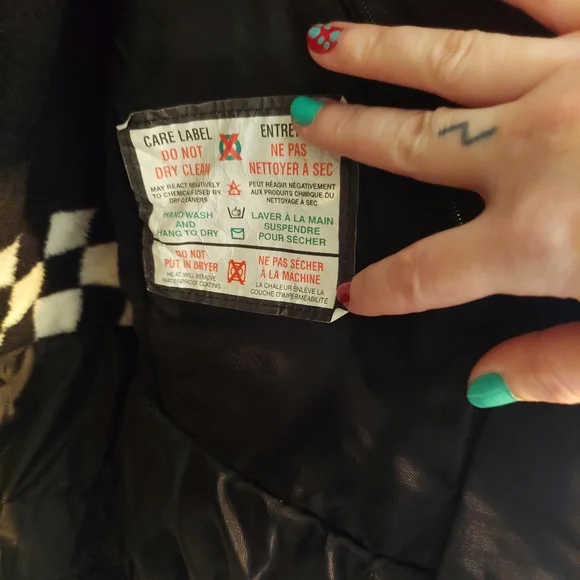 CARE LABEL
DO NOT
DRY CLEAN
MAY REACT NEGATIVELY
TO CHEMICALS USED BY
DRY CLEANERS
HAND WASH
AND
HANG TO DRY
DO NOT
PUT IN DRYER
HEAT WILL REMOVE
WATERPROOF COATING
ENTRE
NE PAS
NETTOYER À SEC
PEUT RÉAGIR NÉGATIVEMENT
AUX PRODUITS CHIMIQUE DU
NETTOYAGE À SEC
LAVER À LA MAIN
SUSPENDRE
POUR SÉCHER
NE PAS SÉCHER
À LA MACHINE
LA CHALEUR ENLÈVE LA
COUCHE D'IMPERMÉABILITÉ